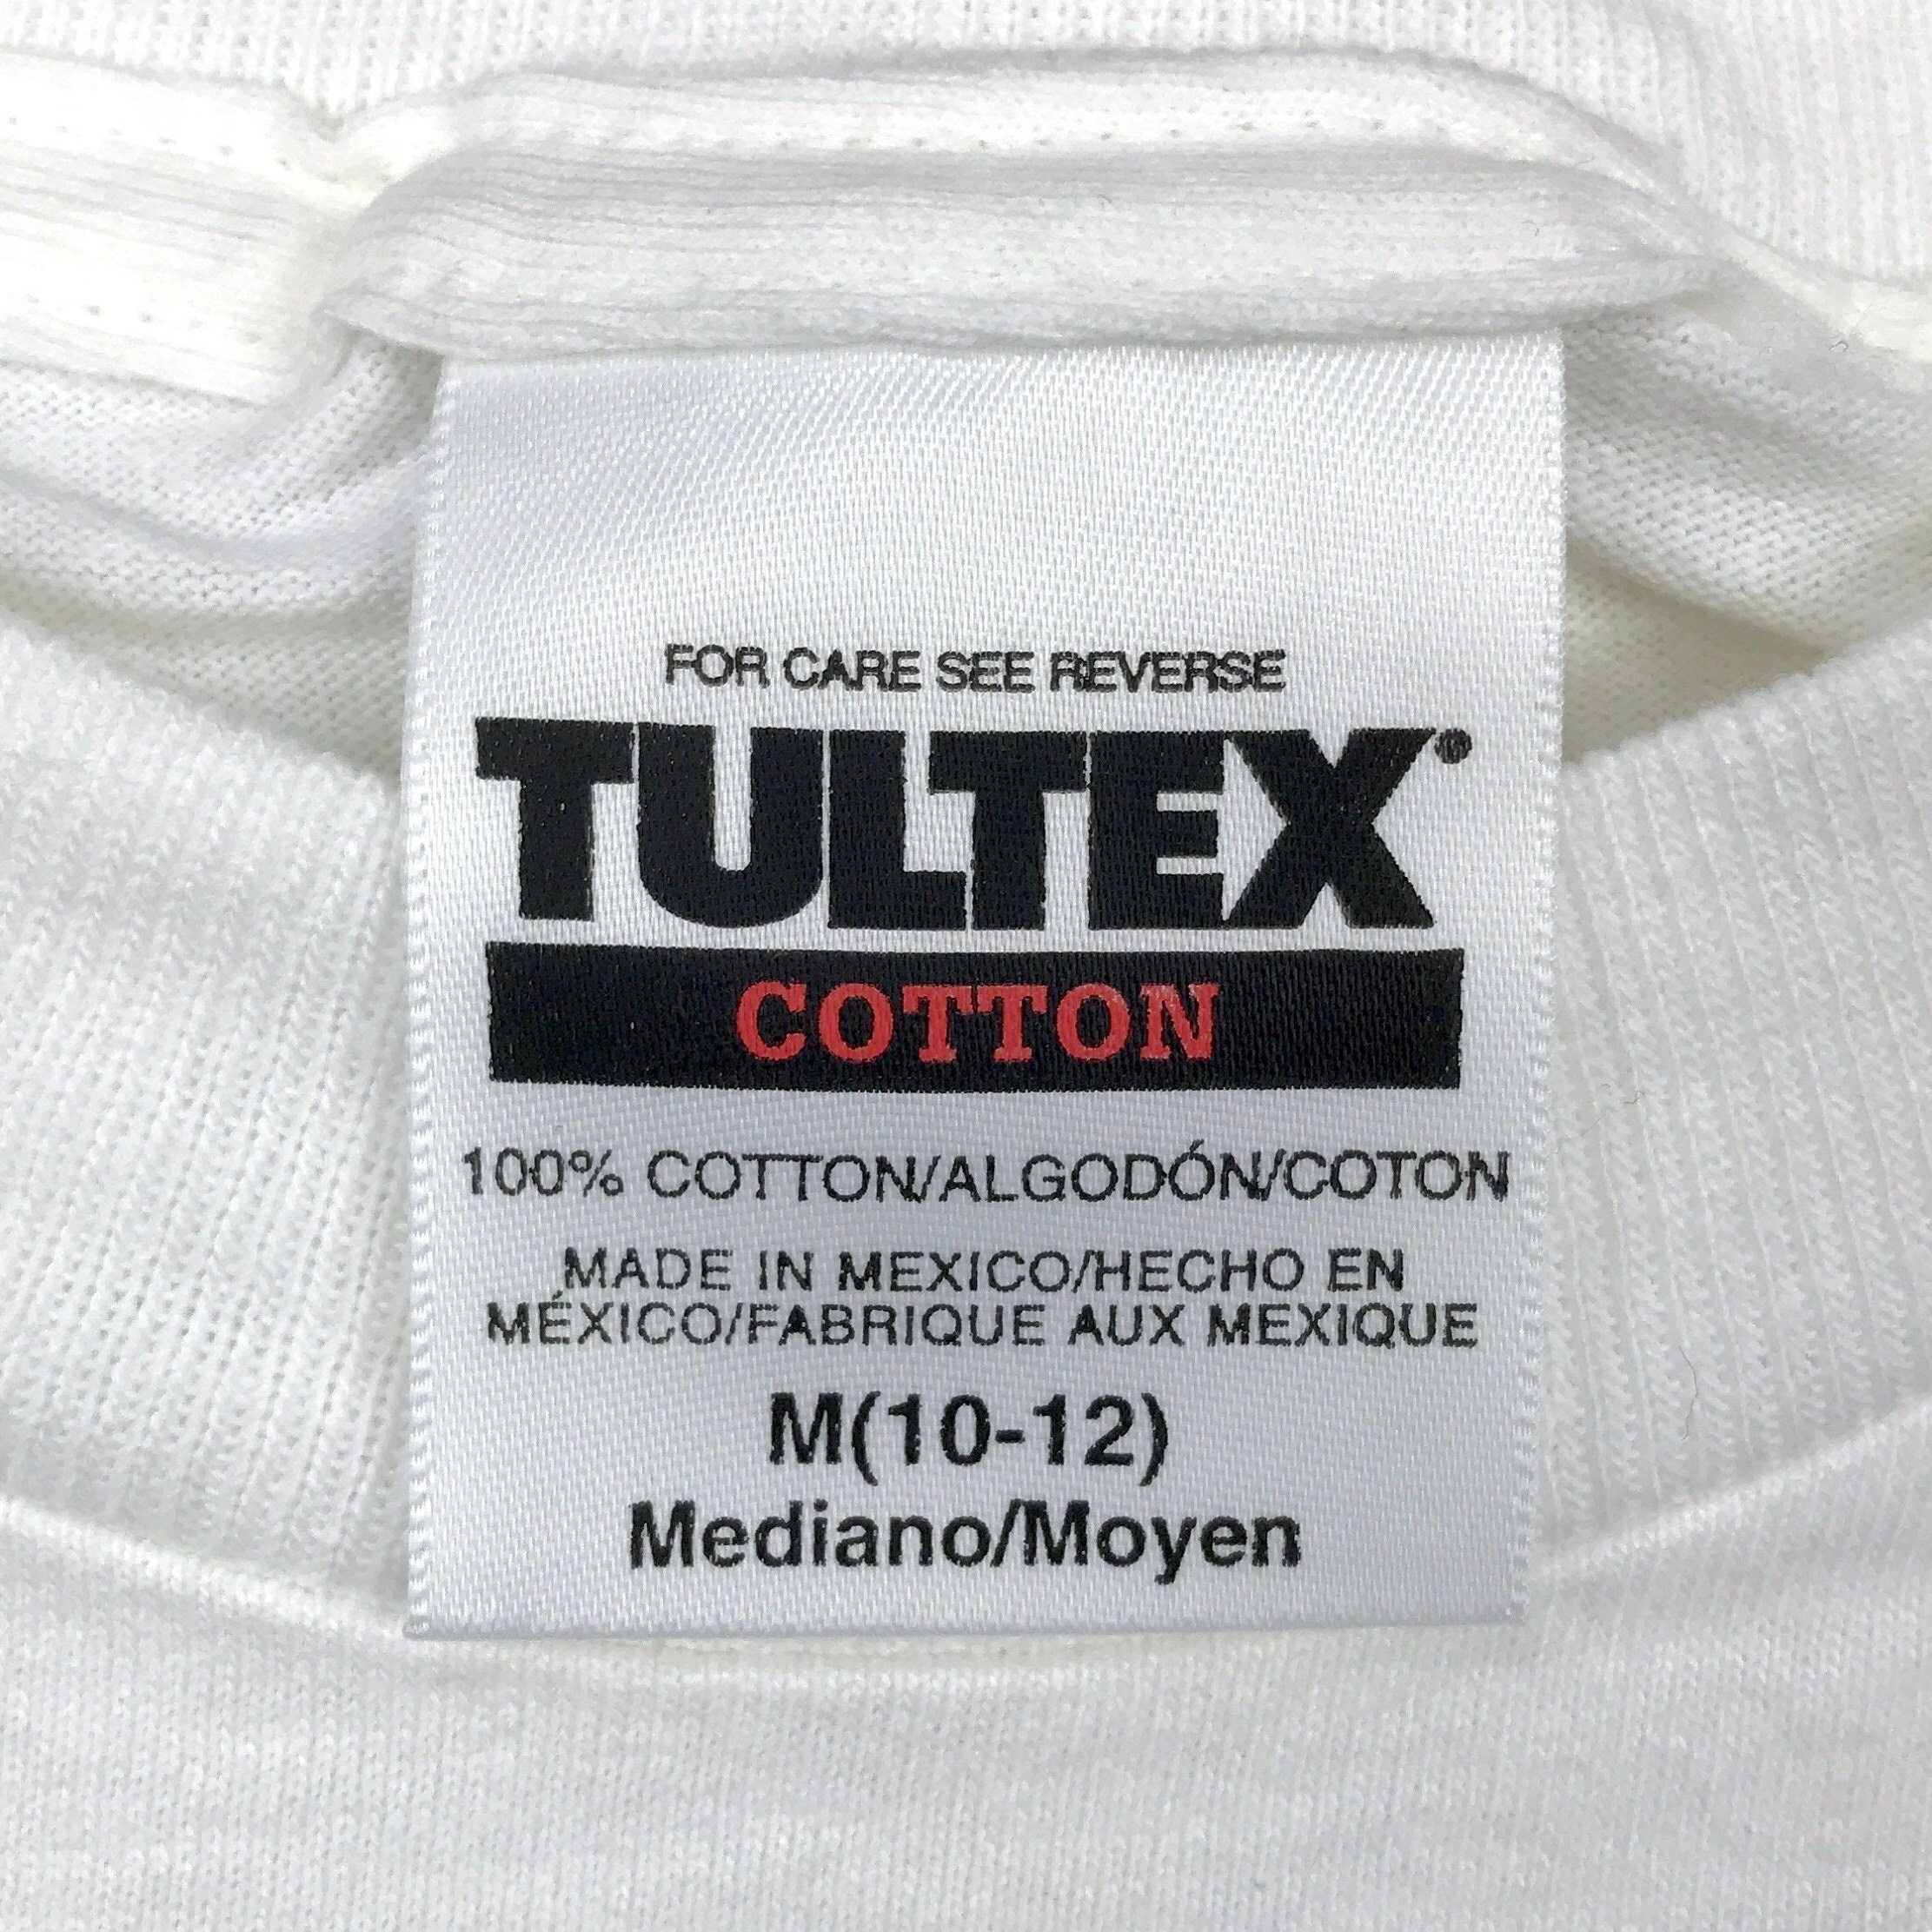 FOR CARE SEE REVERSE
TULTEX®
COTTON
100% COTTON/ALGODÓN/COTON
MADE IN MEXICO/HECHO EN
MÉXICO/FABRIQUE AUX MEXIQUE
M(10-12)
Mediano/Moyen